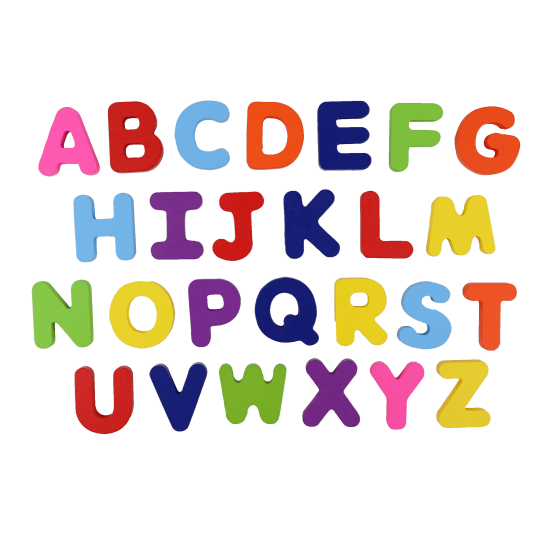 ABCDEFG
HIJKLM
NOPQRST
UVWXYZ